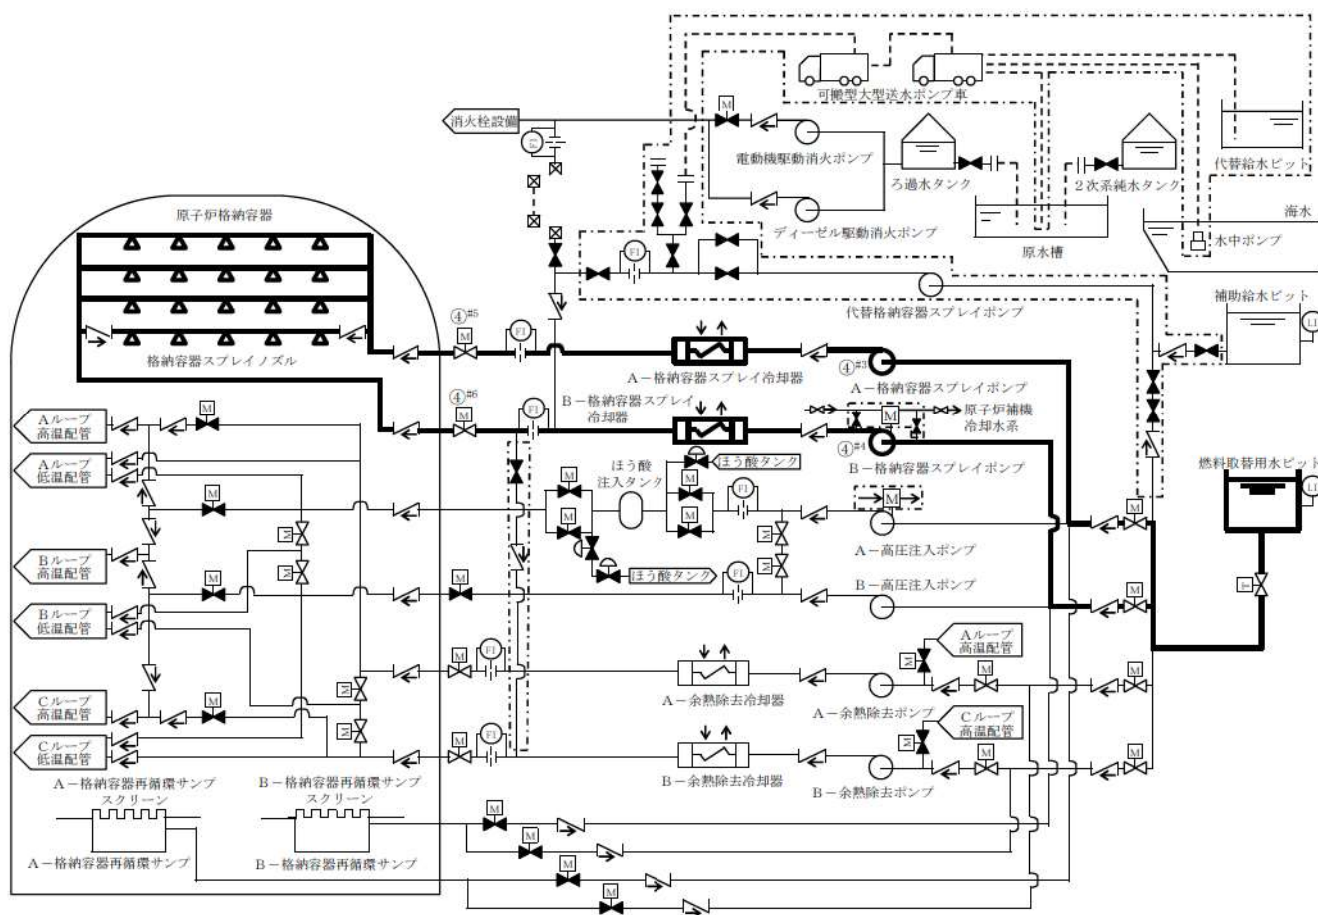 可搬型大型送水ポンプ車
消火栓設備
M
FI
電動機駆動消火ポンプ
ろ過水タンク
2次系純水タンク
代替給水ピット
海水
水中ポンプ
ディーゼル駆動消火ポンプ
原水槽
FI
代替格納容器スプレイポンプ
補助給水ピット
LI
原子炉格納容器
格納容器スプレイノズル
④#5
M
FI
A-格納容器スプレイ冷却器
④#3
A-格納容器スプレイポンプ
④#6
M
FI
B-格納容器スプレイ
冷却器
M
原子炉補機
冷却水系
④#4
B-格納容器スプレイポンプ
燃料取替用水ピット
LI
Aループ
高温配管
M
Aループ
低温配管
M
M
ほう酸
注入タンク
M
ほう酸タンク
M
FI
M
A-高圧注入ポンプ
M
M
M
M
M
ほう酸タンク
M
Bループ
高温配管
M
M
FI
B-高圧注入ポンプ
M
T
Bループ
低温配管
M
FI
A-余熱除去冷却器
Aループ
高温配管
M
M
M
A-余熱除去ポンプ
Cループ
高温配管
M
M
M
FI
B-余熱除去冷却器
Cループ
高温配管
M
M
M
B-余熱除去ポンプ
Cループ
低温配管
M
A-格納容器再循環サンプ
スクリーン
B-格納容器再循環サンプ
スクリーン
M
M
A-格納容器再循環サンプ
B-格納容器再循環サンプ
M
M